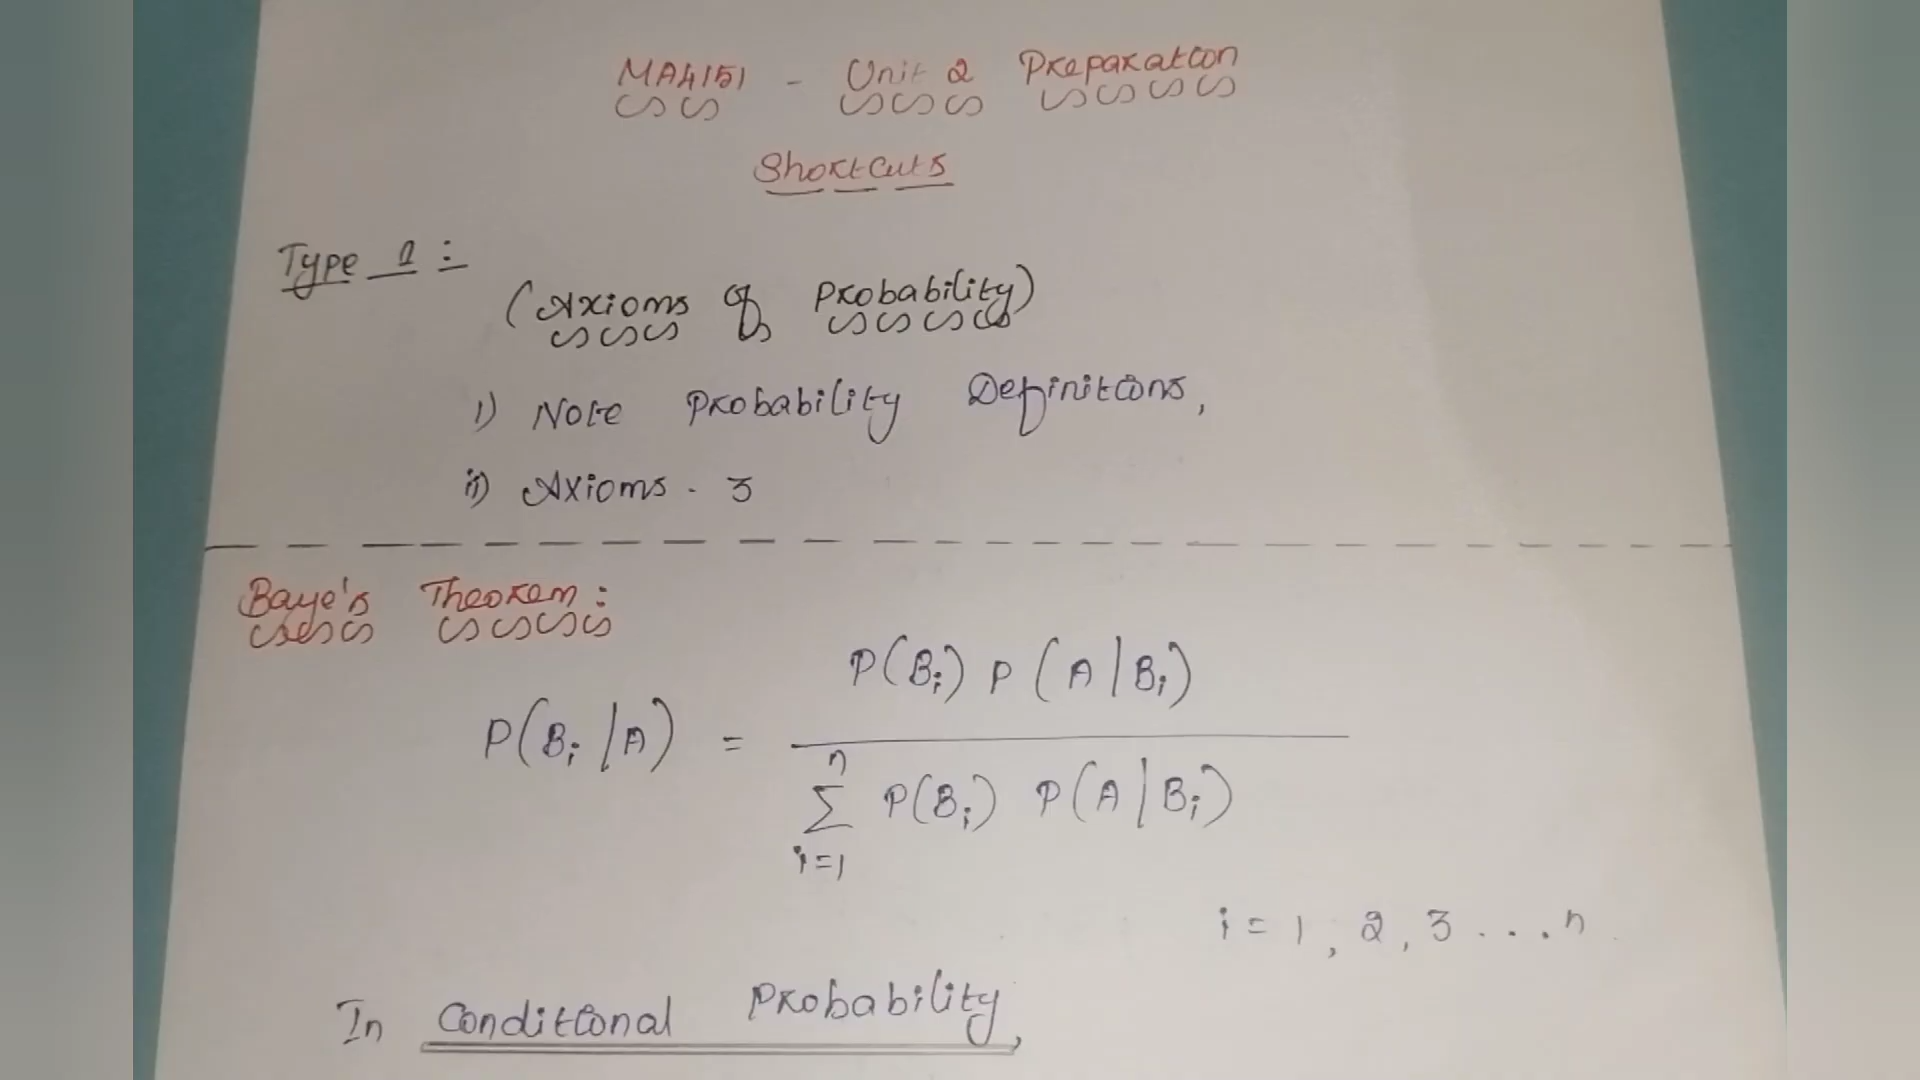 MA4151 - Unit 2 Preparation
Shortcuts
Type 1 :
(Axioms of Probability)
i) Note Probability Definitions,
ii) Axioms - 3
Baye's Theorem :
P(Bi/A) = P(Bi) P(A/Bi) / n Σ i=1 P(Bi) P(A/Bi)
i = 1, 2, 3 ....n
In Conditional Probability,